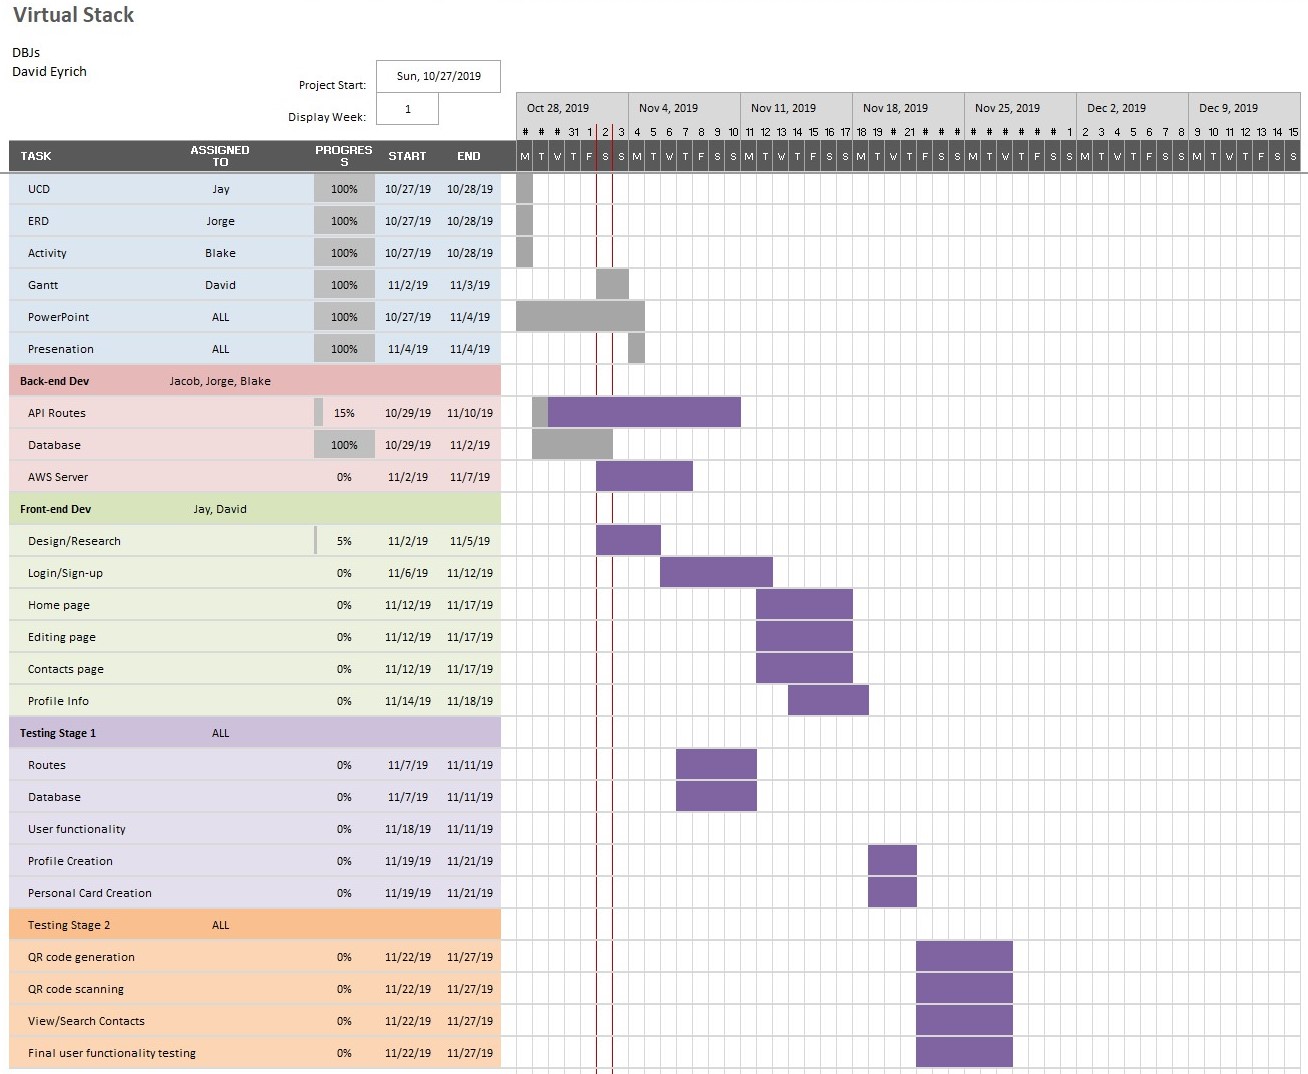 Virtual Stack
DBJs
David Eyrich
Project Start: Sun, 10/27/2019
Display Week: 1
Oct 28, 2019 Nov 4, 2019 Nov 11, 2019 Nov 18, 2019 Nov 25, 2019 Dec 2, 2019 Dec 9, 2019
# # # 31 1 2 3 4 5 6 7 8 9 10 11 12 13 14 15 16 17 18 19 # 21 # # # # # # # # # 1 2 3 4 5 6 7 8 9 10 11 12 13 14 15
TASK ASSIGNED TO PROGRESS START END M T W T F S S M T W T F S S M T W T F S S M T W T F S S M T W T F S S M T W T F S S M T W T F S S
UCD Jay 100% 10/27/19 10/28/19
ERD Jorge 100% 10/27/19 10/28/19
Activity Blake 100% 10/27/19 10/28/19
Gantt David 100% 11/2/19 11/3/19
PowerPoint ALL 100% 10/27/19 11/4/19
Presenation ALL 100% 11/4/19 11/4/19
Back-end Dev Jacob, Jorge, Blake
API Routes 15% 10/29/19 11/10/19
Database 100% 10/29/19 11/2/19
AWS Server 0% 11/2/19 11/7/19
Front-end Dev Jay, David
Design/Research 5% 11/2/19 11/5/19
Login/Sign-up 0% 11/6/19 11/12/19
Home page 0% 11/12/19 11/17/19
Editing page 0% 11/12/19 11/17/19
Contacts page 0% 11/12/19 11/17/19
Profile Info 0% 11/14/19 11/18/19
Testing Stage 1 ALL
Routes 0% 11/7/19 11/11/19
Database 0% 11/7/19 11/11/19
User functionality 0% 11/18/19 11/11/19
Profile Creation 0% 11/19/19 11/21/19
Personal Card Creation 0% 11/19/19 11/21/19
Testing Stage 2 ALL
QR code generation 0% 11/22/19 11/27/19
QR code scanning 0% 11/22/19 11/27/19
View/Search Contacts 0% 11/22/19 11/27/19
Final user functionality testing 0% 11/22/19 11/27/19